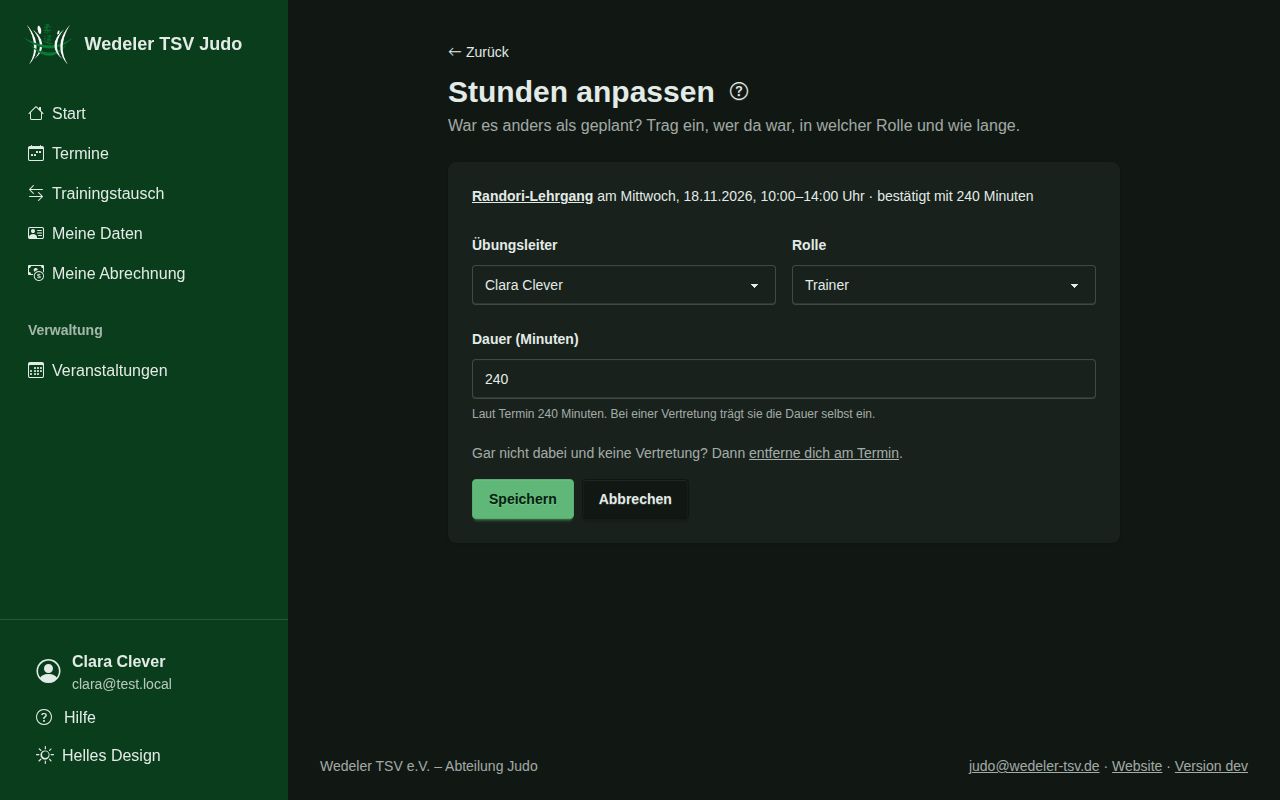 Wedeler TSV Judo
Start
Termine
Trainingstausch
Meine Daten
Meine Abrechnung
Verwaltung
Veranstaltungen
Clara Clever
clara@test.local
Hilfe
Helles Design
← Zurück
Stunden anpassen
War es anders als geplant? Trag ein, wer da war, in welcher Rolle und wie lange.
Randori-Lehrgang am Mittwoch, 18.11.2026, 10:00–14:00 Uhr · bestätigt mit 240 Minuten
Übungsleiter Rolle
Clara Clever Trainer
Dauer (Minuten)
240
Laut Termin 240 Minuten. Bei einer Vertretung trägt sie die Dauer selbst ein.
Gar nicht dabei und keine Vertretung? Dann entferne dich am Termin.
Speichern Abbrechen
Wedeler TSV e.V. – Abteilung Judo judo@wedeler-tsv.de · Website · Version dev